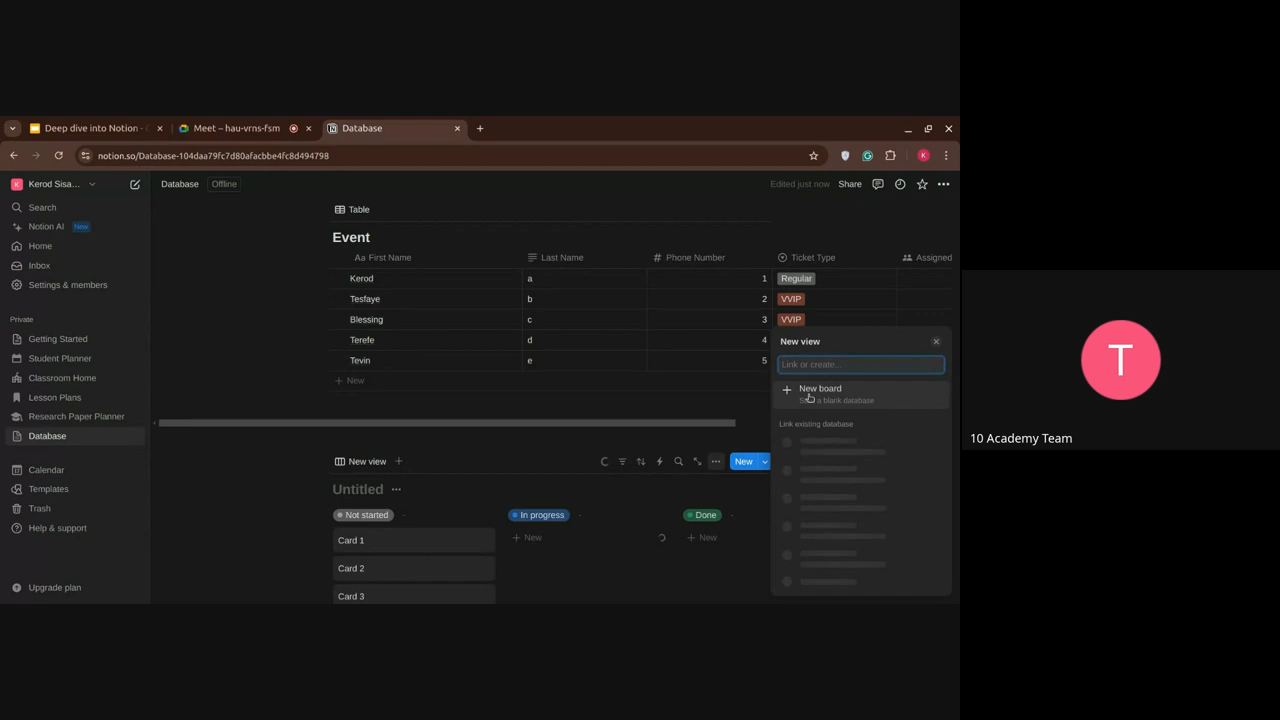 Deep dive into Notion -
Meet – hau-vrns-fsm
Database
notion.so/Database-104daa79fc7d80afacbbe4fc8d494798
K
K
Kerod Sisa...
Database
Offline
Edited just now
Share
Search
Notion AI
New
Home
Inbox
Settings & members
Private
Getting Started
Student Planner
Classroom Home
Lesson Plans
Research Paper Planner
Database
Calendar
Templates
Trash
Help & support
Upgrade plan
Table
Event
Aa First Name
Last Name
# Phone Number
Ticket Type
Assigned
Kerod a 1 Regular
Tesfaye b 2 VVIP
Blessing c 3 VVIP
Terefe d 4
Tevin e 5
+ New
New view
Link or create...
New board
a blank database
Link existing database
New view +
New
Untitled ...
Not started
In progress
Done
Card 1
+ New
+ New
Card 2
Card 3
T
10 Academy Team